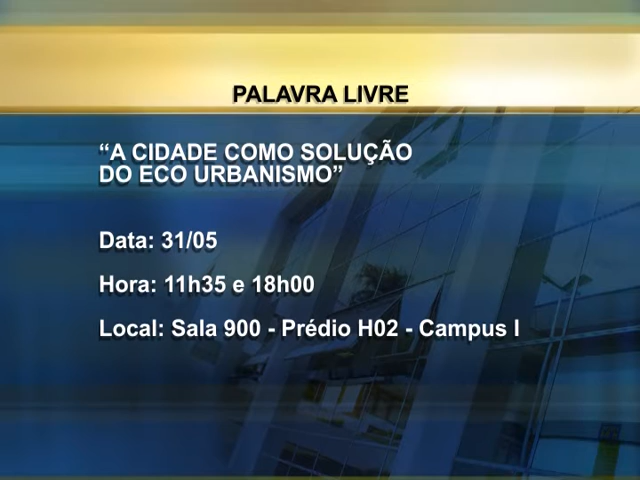 PALAVRA LIVRE
“A CIDADE COMO SOLUÇÃO
DO ECO URBANISMO”
Data: 31/05
Hora: 11h35 e 18h00
Local: Sala 900 - Prédio H02 - Campus I